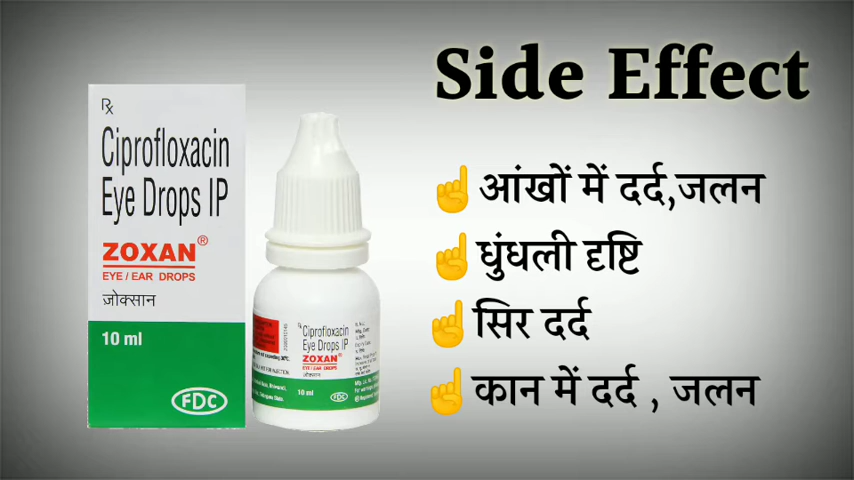 Side Effect
Rx
Ciprofloxacin
Eye Drops IP
ZOXAN®
EYE / EAR DROPS
ज़ोक्सान
10 ml
FDC
Rx
Ciprofloxacin
Eye Drops IP
ZOXAN®
EYE / EAR DROPS
ज़ोक्सान
10 ml
FDC
☝आंखों में दर्द,जलन
☝धुंधली दृष्टि
☝सिर दर्द
☝कान में दर्द , जलन